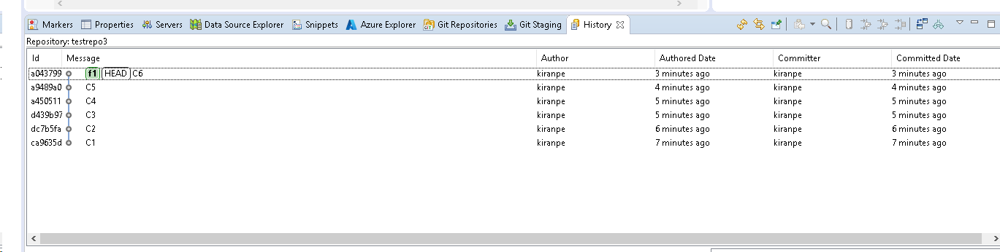 Markers Properties Servers Data Source Explorer Snippets Azure Explorer Git Repositories Git Staging History
Repository: testrepo3
Id Message Author Authored Date Committer Committed Date
a043799 f1 HEAD C6 kiranpe 3 minutes ago kiranpe 3 minutes ago
a9489a0 C5 kiranpe 4 minutes ago kiranpe 4 minutes ago
a450511 C4 kiranpe 5 minutes ago kiranpe 5 minutes ago
d439b97 C3 kiranpe 5 minutes ago kiranpe 5 minutes ago
dc7b5fa C2 kiranpe 6 minutes ago kiranpe 6 minutes ago
ca9635d C1 kiranpe 7 minutes ago kiranpe 7 minutes ago